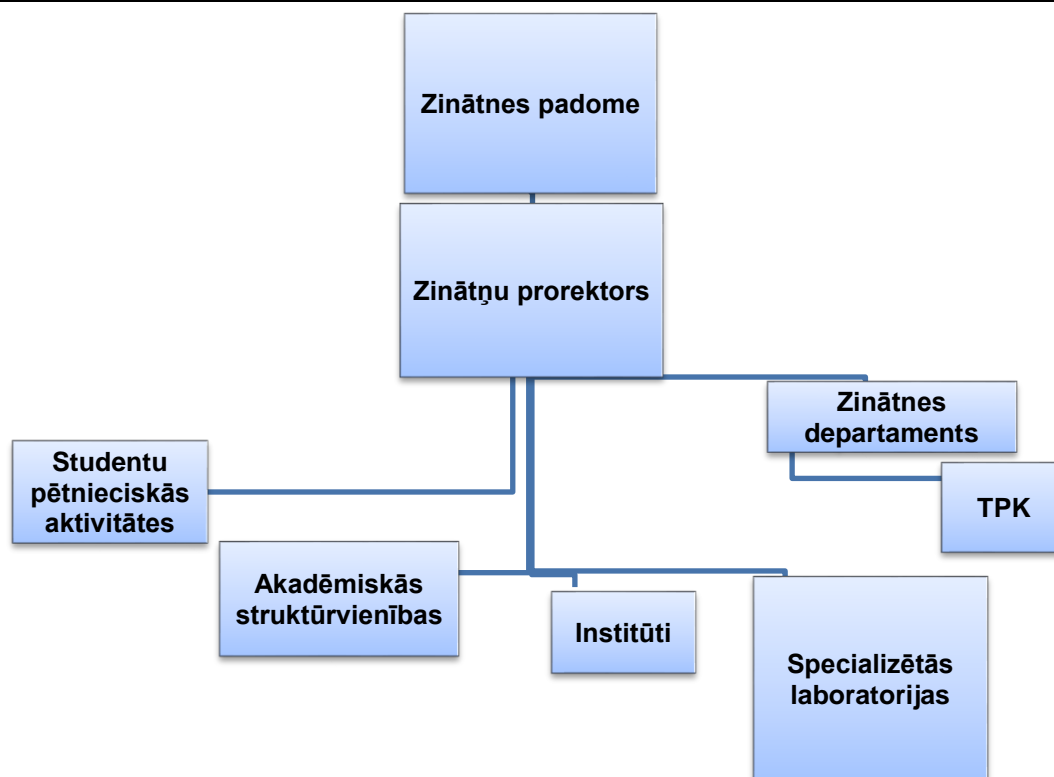 Zinātnes padome
Zinātņu prorektors
Zinātnes
departaments
Studentu
pētnieciskās
aktivitātes
TPK
Akadēmiskās
struktūrvienības
Institūti
Specializētās
laboratorijas